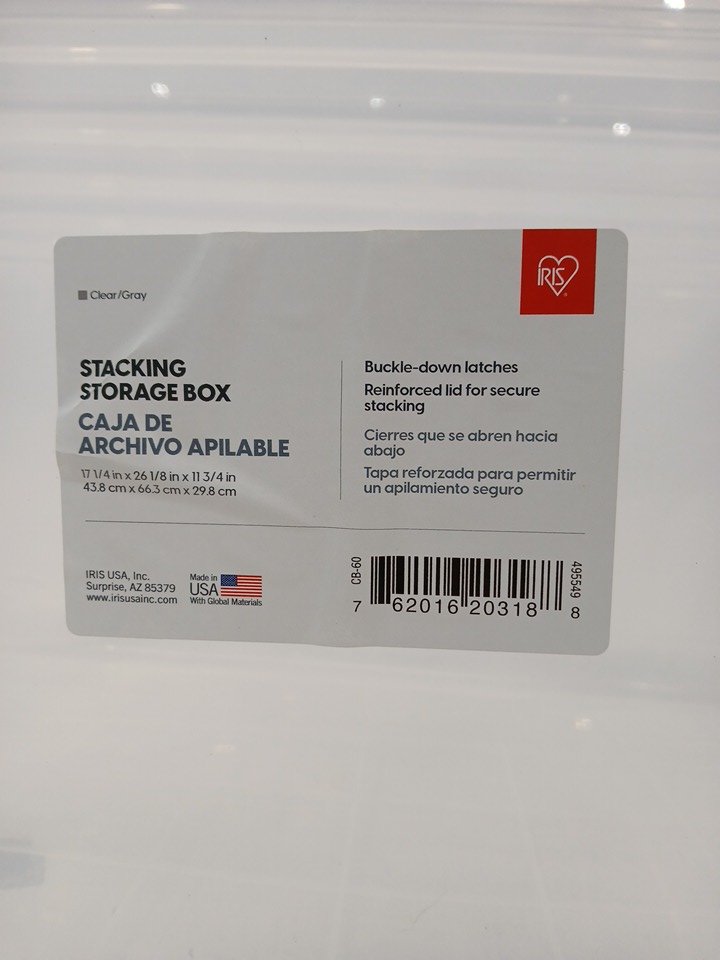 Clear/Gray
IRIS
®
STACKING
STORAGE BOX
CAJA DE
ARCHIVO APILABLE
17 1/4 in x 26 1/8 in x 11 3/4 in
43.8 cm x 66.3 cm x 29.8 cm
Buckle-down latches
Reinforced lid for secure
stacking
Cierres que se abren hacia
abajo
Tapa reforzada para permitir
un apilamiento seguro
IRIS USA, Inc.
Surprise, AZ 85379
www.irisusainc.com
Made in
USA
With Global Materials
CB-60
7 62016 20318 8
495549